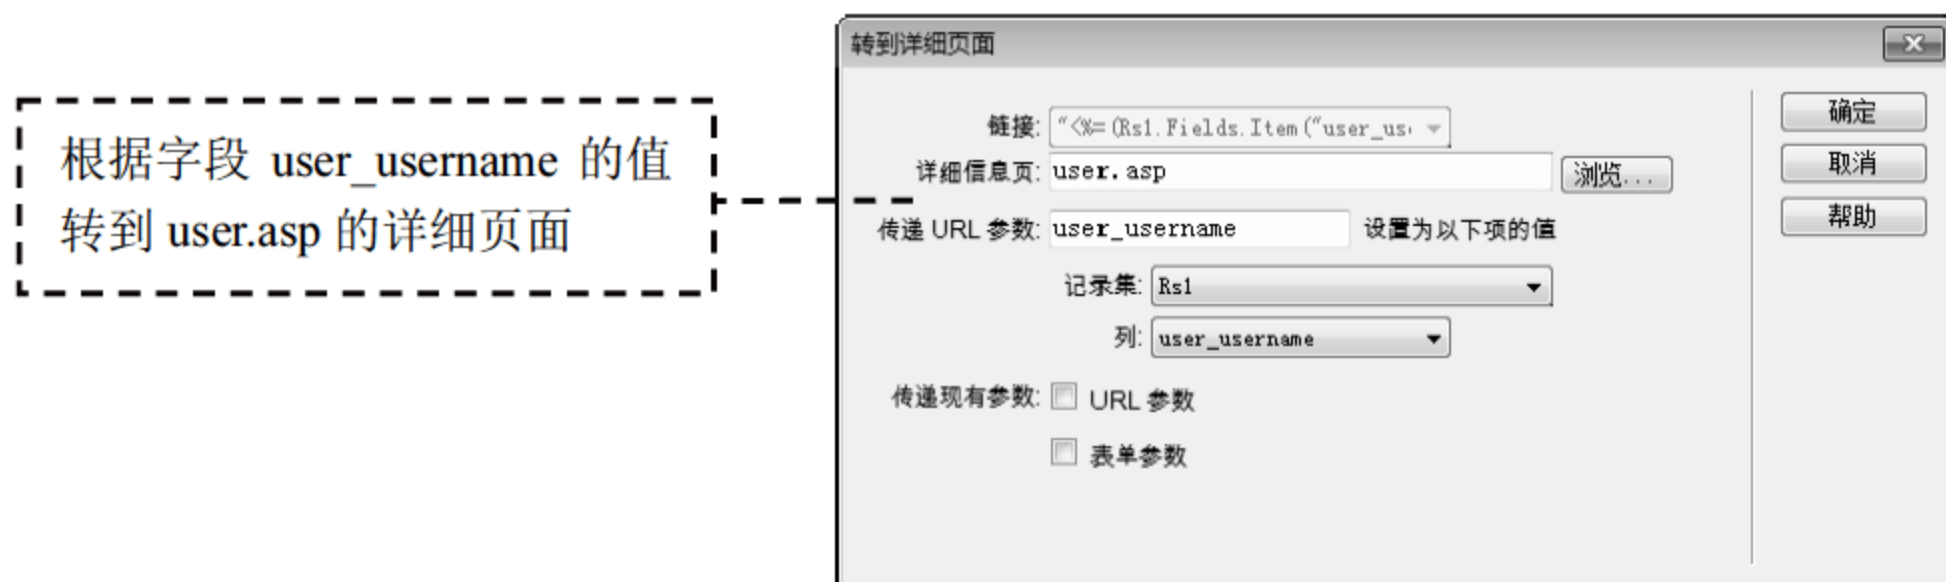 根据字段 user_username 的值
转到 user.asp 的详细页面
转到详细页面
链接: "<%=(Rs1.Fields.Item("user_us
详细信息页: user.asp 浏览...
传递 URL 参数: user_username 设置为以下项的值
记录集: Rs1
列: user_username
传递现有参数: URL 参数
表单参数
确定
取消
帮助